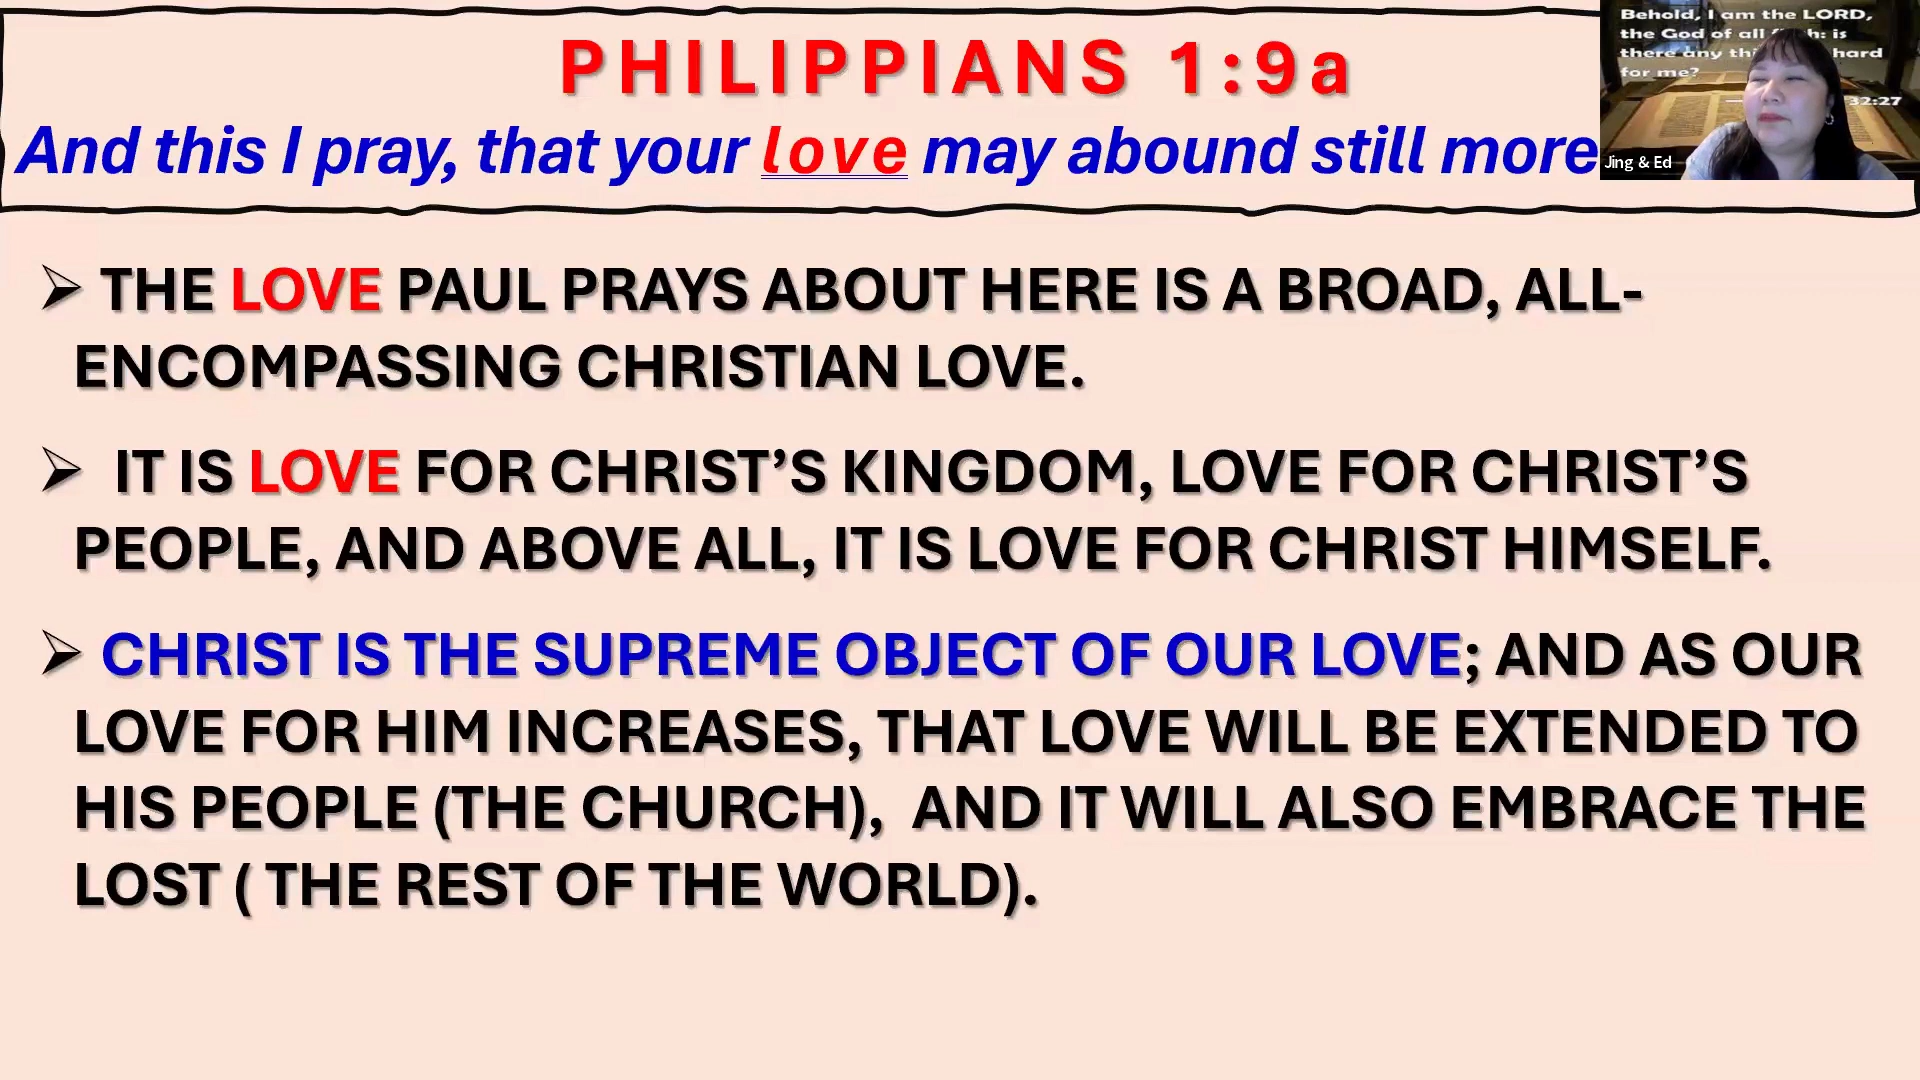 PHILIPPIANS 1:9a
And this I pray, that your love may abound still more
➢ THE LOVE PAUL PRAYS ABOUT HERE IS A BROAD, ALL-
ENCOMPASSING CHRISTIAN LOVE.
➢ IT IS LOVE FOR CHRIST’S KINGDOM, LOVE FOR CHRIST’S
PEOPLE, AND ABOVE ALL, IT IS LOVE FOR CHRIST HIMSELF.
➢ CHRIST IS THE SUPREME OBJECT OF OUR LOVE; AND AS OUR
LOVE FOR HIM INCREASES, THAT LOVE WILL BE EXTENDED TO
HIS PEOPLE (THE CHURCH),  AND IT WILL ALSO EMBRACE THE
LOST ( THE REST OF THE WORLD).
Behold, I am the LORD,
the God of all h: is
there any thi hard
for me?
32:27
Jing & Ed